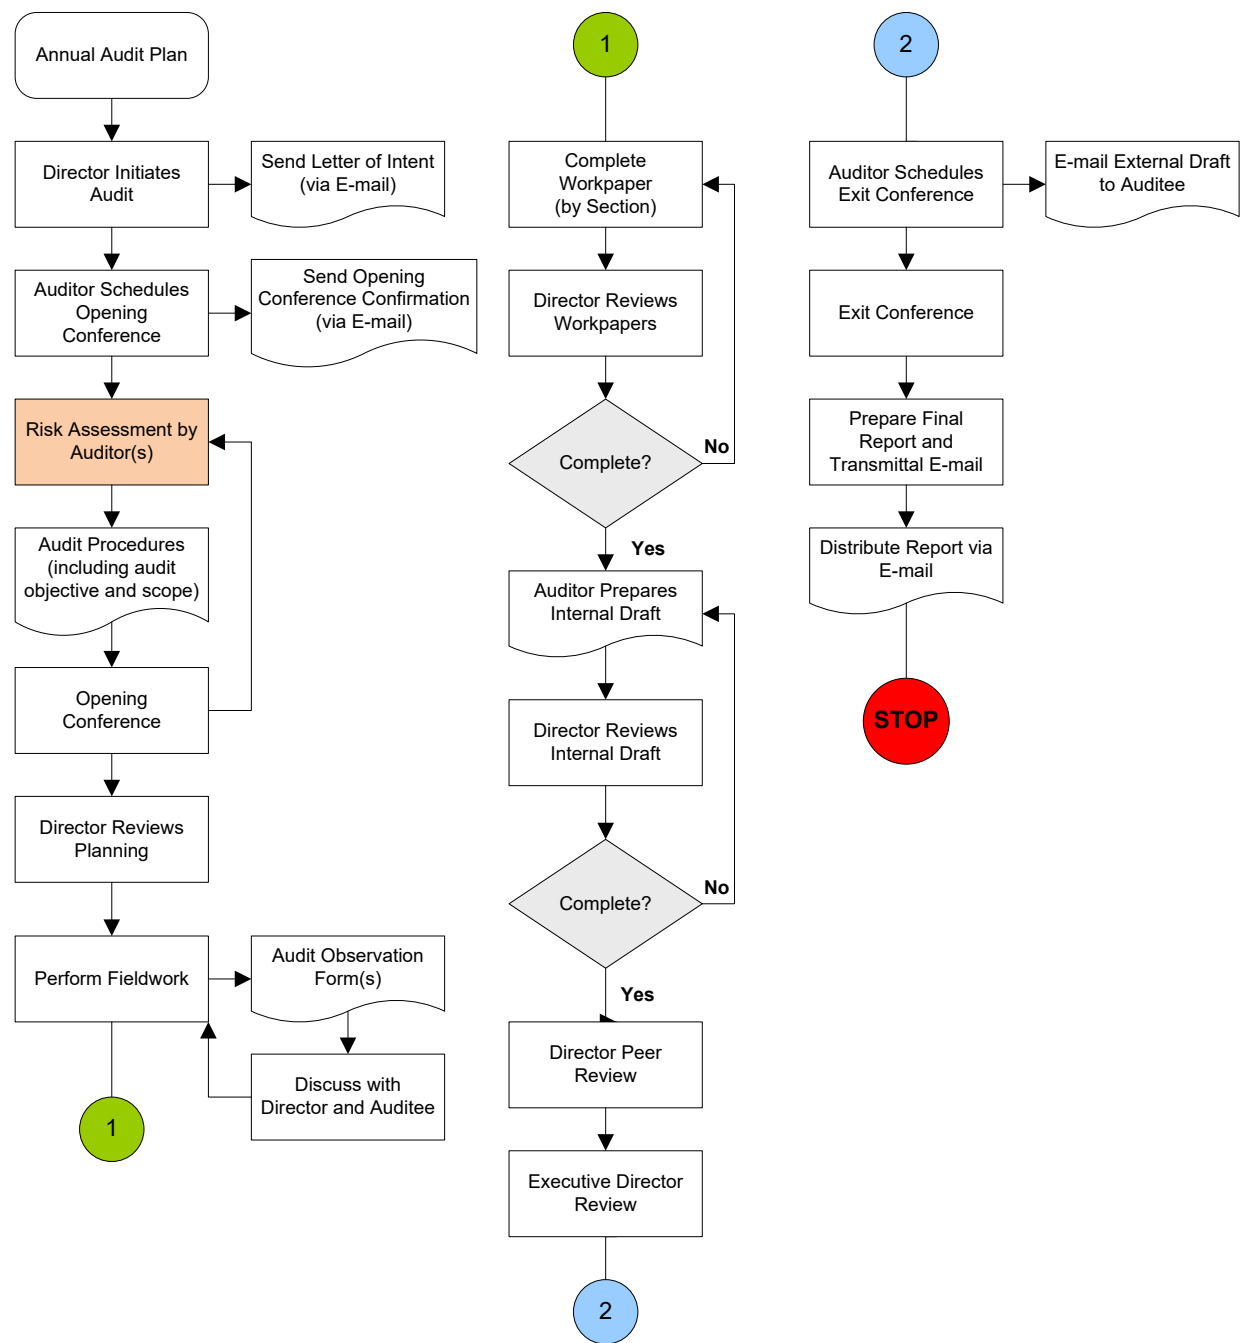 Annual Audit Plan
Director Initiates
Audit
Send Letter of Intent
(via E-mail)
Auditor Schedules
Opening
Conference
Send Opening
Conference Confirmation
(via E-mail)
Risk Assessment by
Auditor(s)
Audit Procedures
(including audit
objective and scope)
Opening
Conference
Director Reviews
Planning
Perform Fieldwork
Audit Observation
Form(s)
Discuss with
Director and Auditee
1
1
Complete
Workpaper
(by Section)
Director Reviews
Workpapers
Complete?
No
Yes
Auditor Prepares
Internal Draft
Director Reviews
Internal Draft
Complete?
No
Yes
Director Peer
Review
Executive Director
Review
2
2
Auditor Schedules
Exit Conference
E-mail External Draft
to Auditee
Exit Conference
Prepare Final
Report and
Transmittal E-mail
Distribute Report via
E-mail
STOP